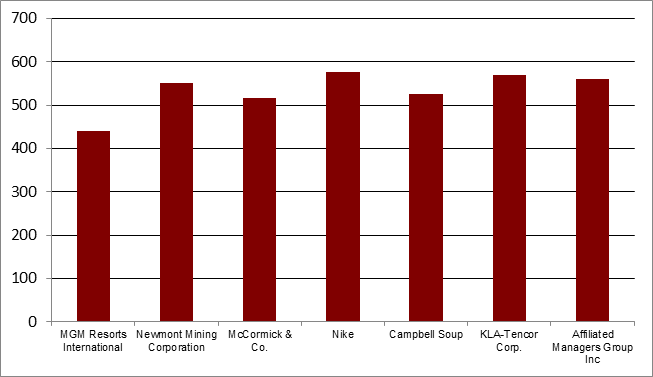 700
600
500
400
300
200
100
0
MGM Resorts
International
Newmont Mining
Corporation
McCormick &
Co.
Nike
Campbell Soup
KLA-Tencor
Corp.
Affiliated
Managers Group
Inc